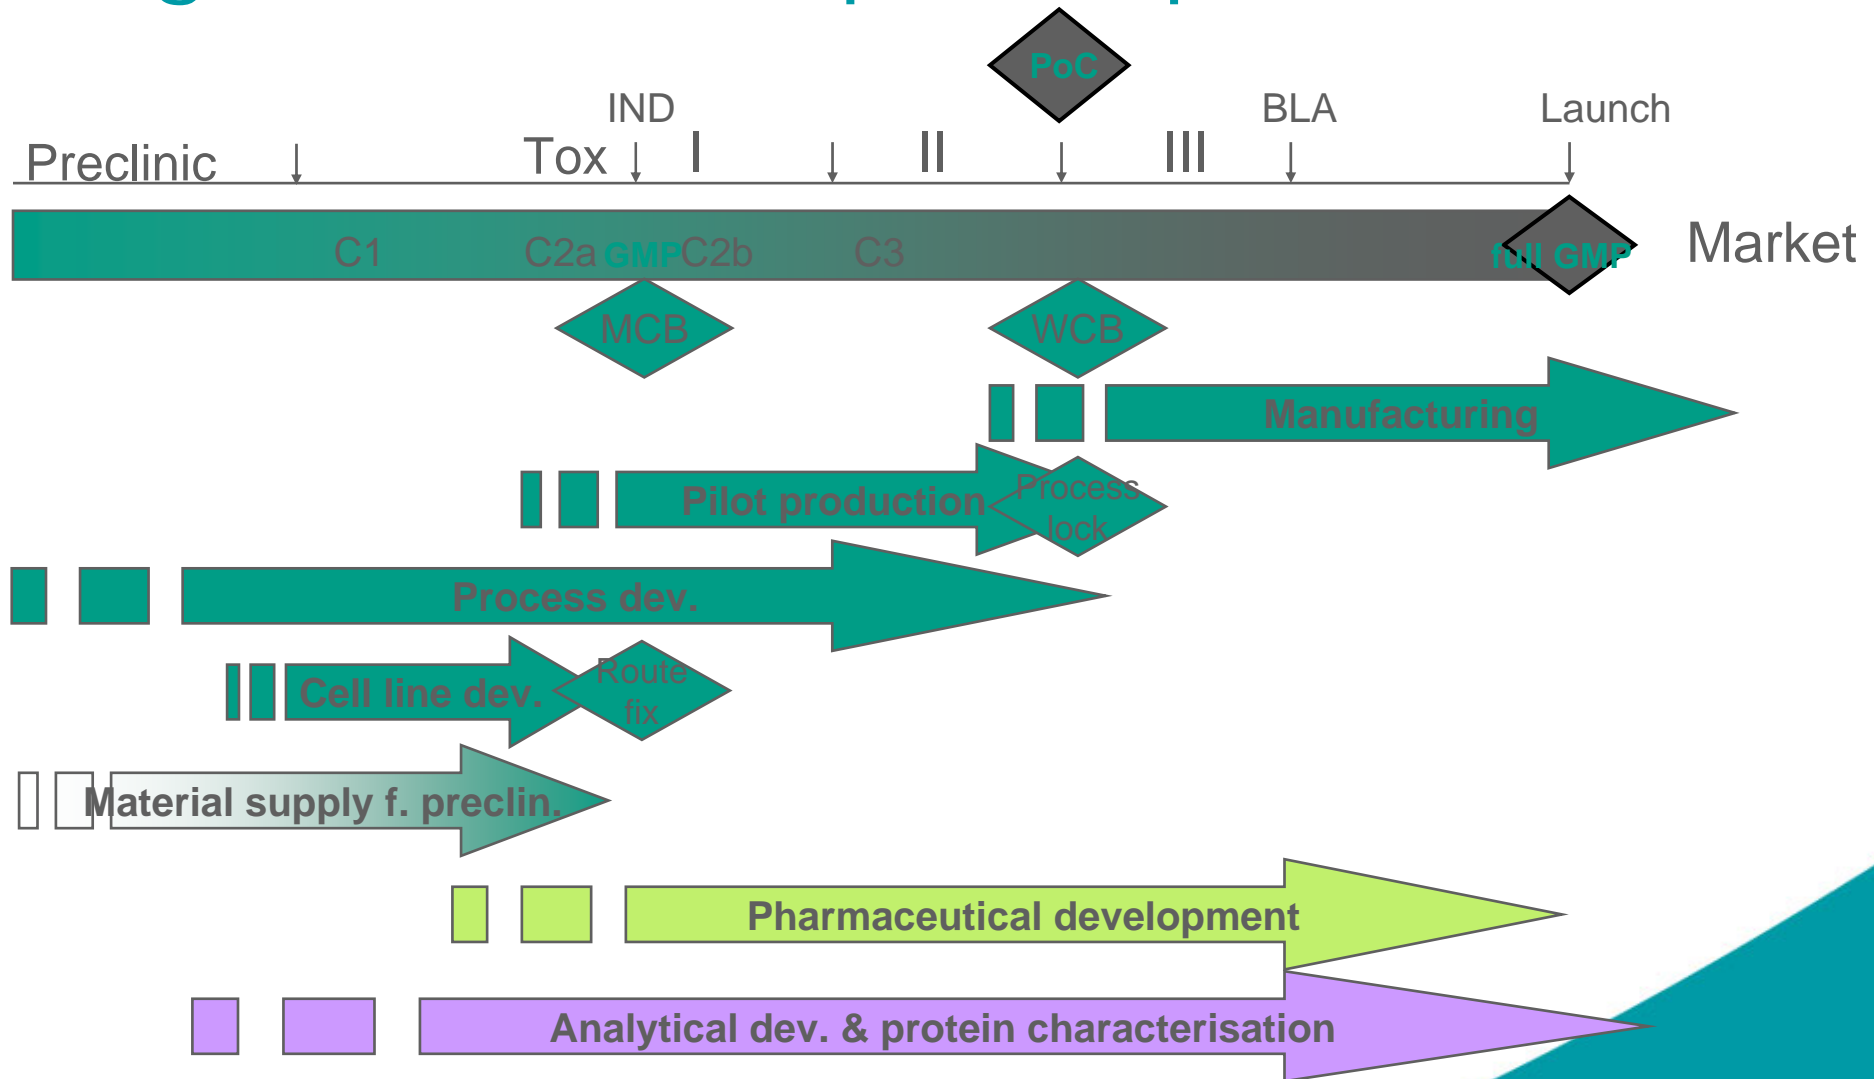 PoC
IND
BLA
Launch
Preclinic
Tox
I
II
III
C1
C2a
GMP
C2b
C3
full GMP
Market
MCB
WCB
Manufacturing
Pilot production
Process
lock
Process dev.
Cell line dev.
Route
fix
Material supply f. preclin.
Pharmaceutical development
Analytical dev. & protein characterisation